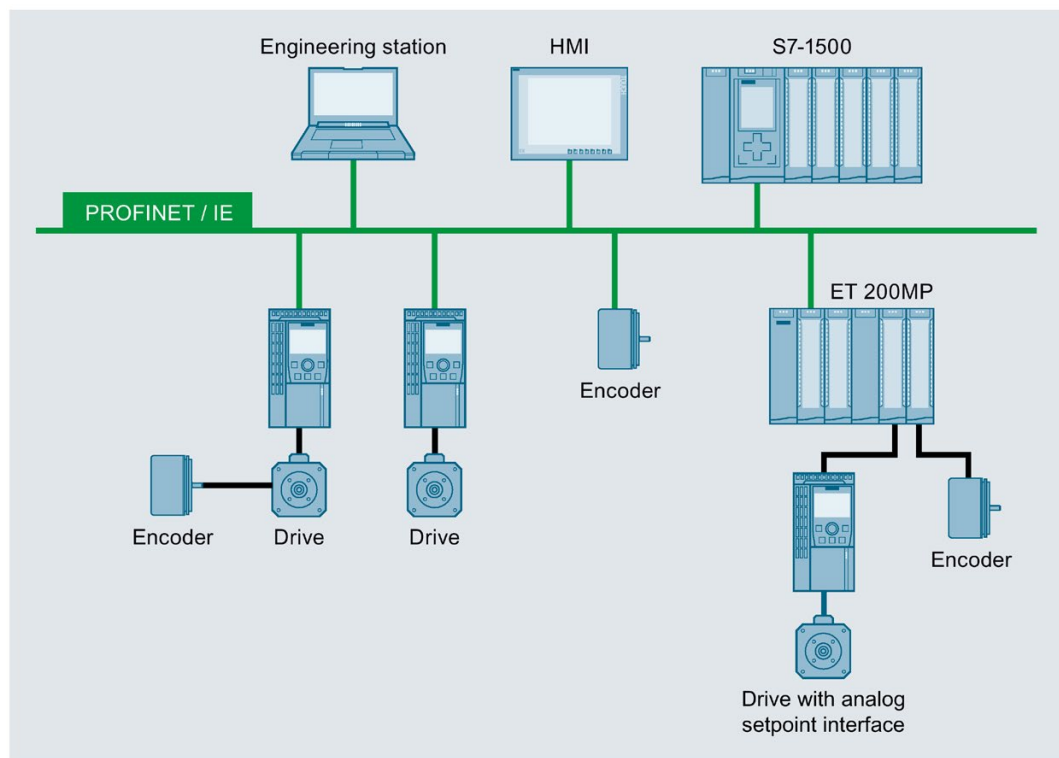 Engineering station
HMI
S7-1500
PROFINET / IE
ET 200MP
Encoder
Encoder
Drive
Drive
Encoder
Drive with analog
setpoint interface